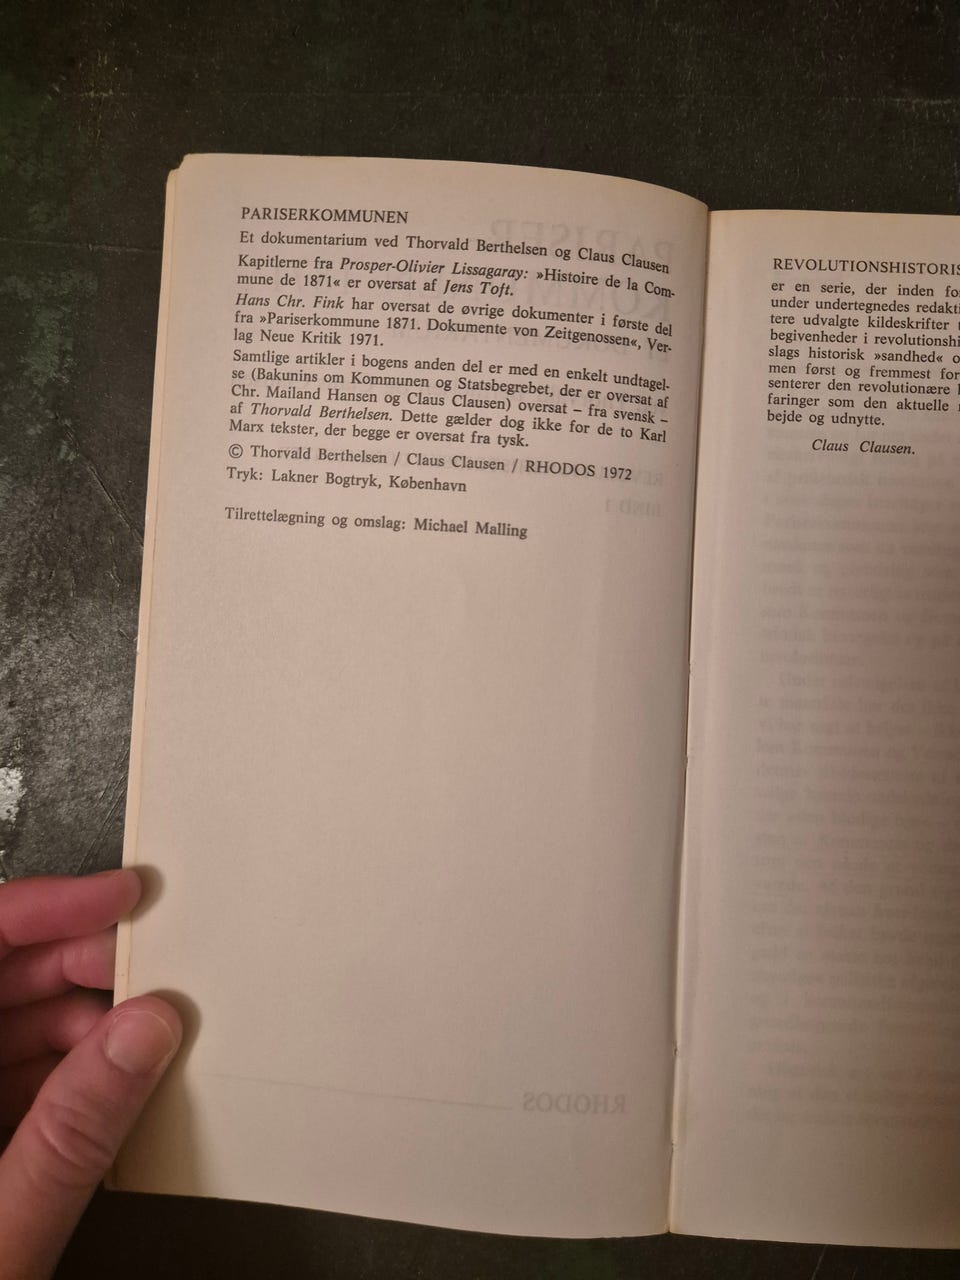 PARISERKOMMUNEN
Et dokumentarium ved Thorvald Berthelsen og Claus Clausen
Kapitlerne fra Prosper-Olivier Lissagaray: »Histoire de la Com-
mune de 1871« er oversat af Jens Toft.
Hans Chr. Fink har oversat de øvrige dokumenter i første del
fra »Pariserkommune 1871. Dokumente von Zeitgenossen«, Ver-
lag Neue Kritik 1971.
Samtlige artikler i bogens anden del er med en enkelt undtagel-
se (Bakunins om Kommunen og Statsbegrebet, der er oversat af
Chr. Mailand Hansen og Claus Clausen) oversat – fra svensk –
af Thorvald Berthelsen. Dette gælder dog ikke for de to Karl
Marx tekster, der begge er oversat fra tysk.
© Thorvald Berthelsen / Claus Clausen / RHODOS 1972
Tryk: Lakner Bogtryk, København
Tilrettelægning og omslag: Michael Malling
RHODOS
REVOLUTIONSHISTORIS
er en serie, der inden fo
under undertegnedes redakti
tere udvalgte kildeskrifter
begivenheder i revolutionshi
slags historisk »sandhed« o
men først og fremmest for
senterer den revolutionære
faringer som den aktuelle
bejde og udnytte.
Claus Clausen.